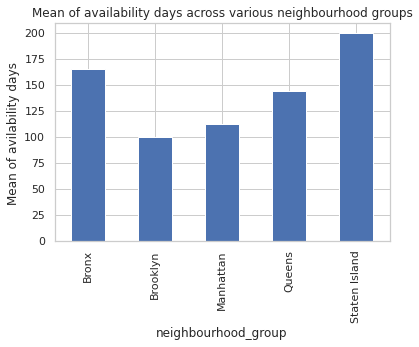 Mean of availability days across various neighbourhood groups
200
175
150
125
100
75
50
25
0
Mean of avilability days
Bronx
Brooklyn
Manhattan
Queens
Staten Island
neighbourhood_group